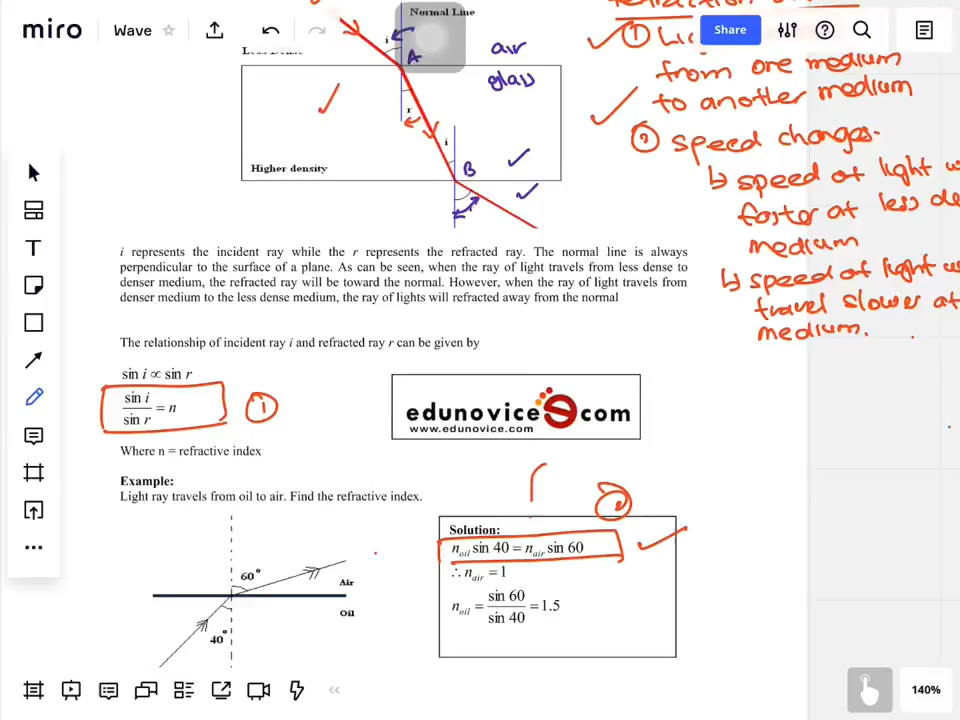 miro
Wave
Share
Normal Line
i
A
air
glass
r
i
B
Higher density
① Li
from one medium
to another medium
② speed changes.
↳ speed of light w
faster at less de
medium
↳ speed of light w
travel slower at
medium.
i represents the incident ray while the r represents the refracted ray. The normal line is always
perpendicular to the surface of a plane. As can be seen, when the ray of light travels from less dense to
denser medium, the refracted ray will be toward the normal. However, when the ray of light travels from
denser medium to the less dense medium, the ray of lights will refracted away from the normal
The relationship of incident ray i and refracted ray r can be given by
sin i ∝ sin r
sin i / sin r = n
①
Where n = refractive index
edunovice e com
www.edunovice.com
Example:
Light ray travels from oil to air. Find the refractive index.
60°
Air
Oil
40°
②
Solution:
n oil sin 40 = n air sin 60
∴ n air = 1
n oil = sin 60 / sin 40 = 1.5
140%